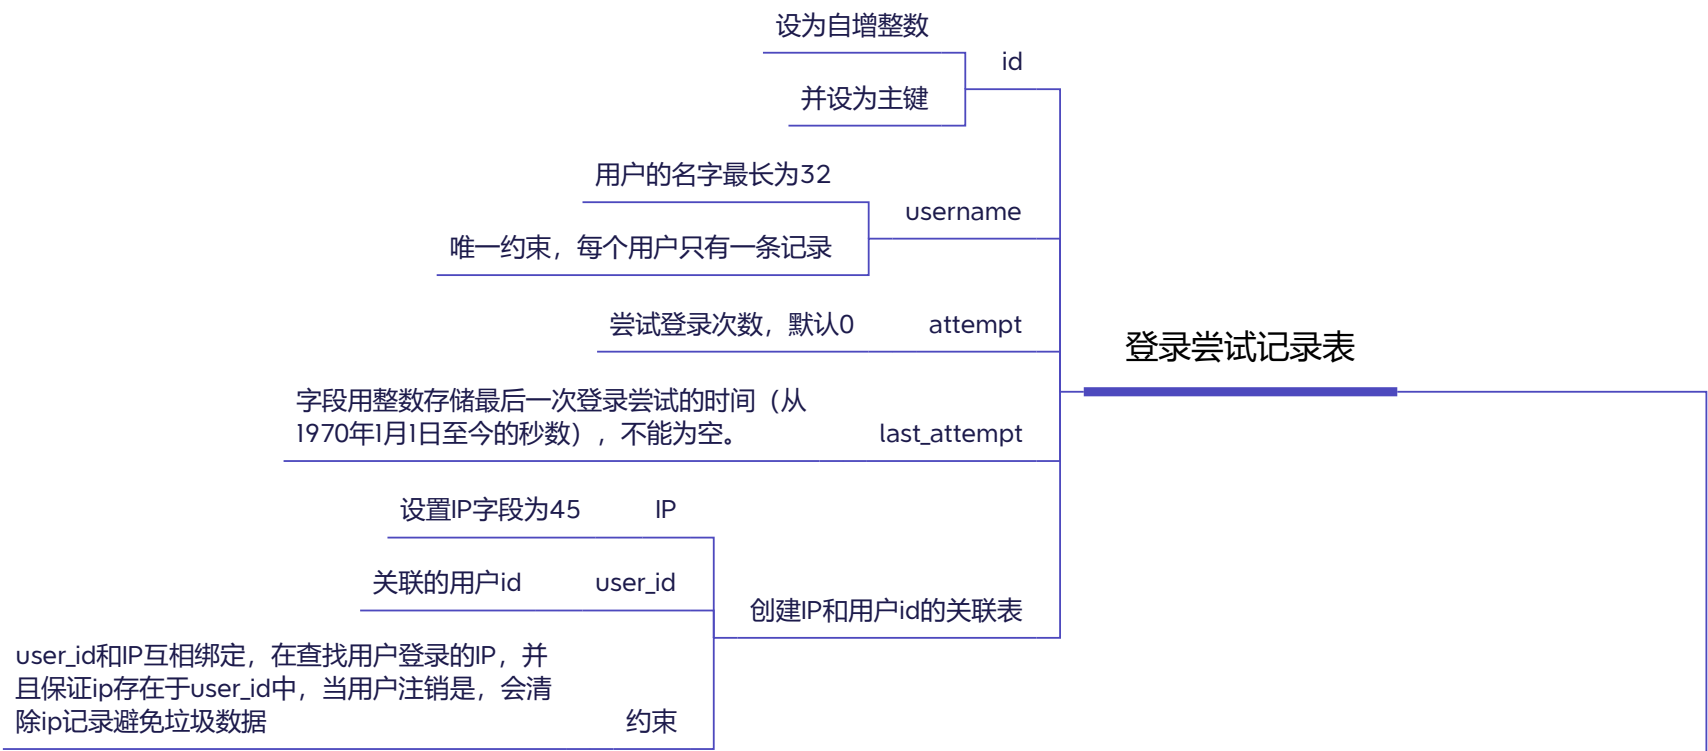 设为自增整数
id
并设为主键
用户的名字最长为32
username
唯一约束，每个用户只有一条记录
尝试登录次数，默认0
attempt
登录尝试记录表
字段用整数存储最后一次登录尝试的时间（从
1970年1月1日至今的秒数），不能为空。
last_attempt
设置IP字段为45
IP
关联的用户id
user_id
创建IP和用户id的关联表
user_id和IP互相绑定，在查找用户登录的IP，并
且保证ip存在于user_id中，当用户注销是，会清
除ip记录避免垃圾数据
约束